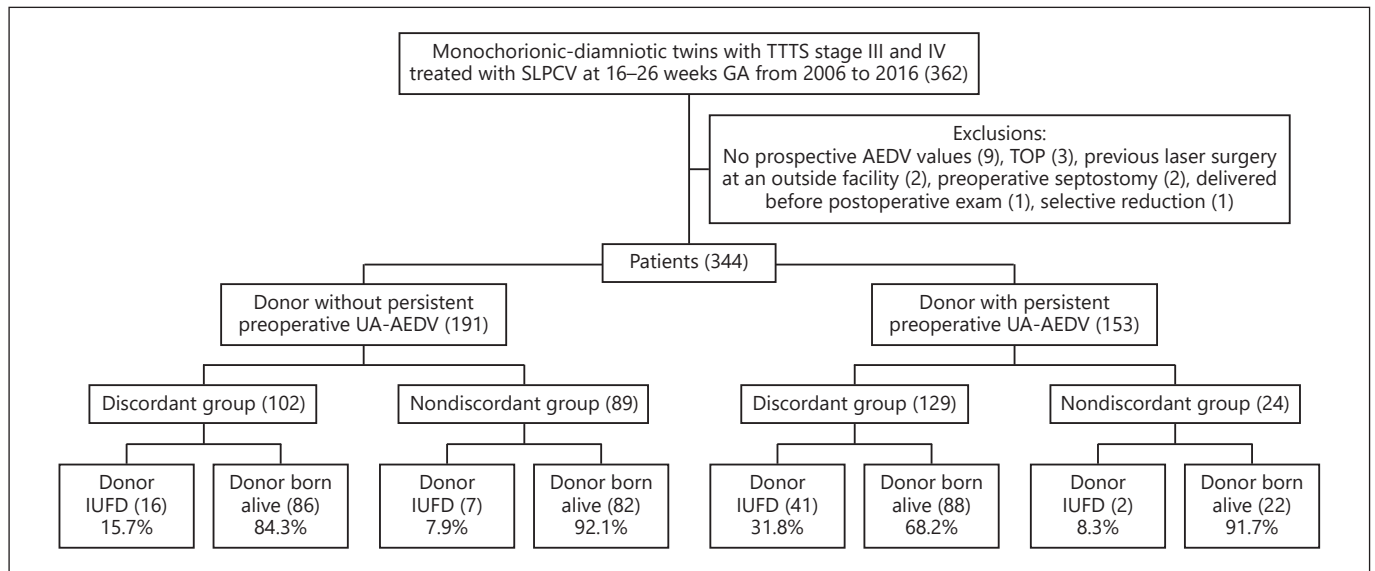 Monochorionic-diamniotic twins with TTTS stage III and IV
treated with SLPCV at 16–26 weeks GA from 2006 to 2016 (362)
Exclusions:
No prospective AEDV values (9), TOP (3), previous laser surgery
at an outside facility (2), preoperative septostomy (2), delivered
before postoperative exam (1), selective reduction (1)
Patients (344)
Donor without persistent
preoperative UA-AEDV (191)
Donor with persistent
preoperative UA-AEDV (153)
Discordant group (102)
Nondiscordant group (89)
Discordant group (129)
Nondiscordant group (24)
Donor
IUFD (16)
15.7%
Donor born
alive (86)
84.3%
Donor
IUFD (7)
7.9%
Donor born
alive (82)
92.1%
Donor
IUFD (41)
31.8%
Donor born
alive (88)
68.2%
Donor
IUFD (2)
8.3%
Donor born
alive (22)
91.7%